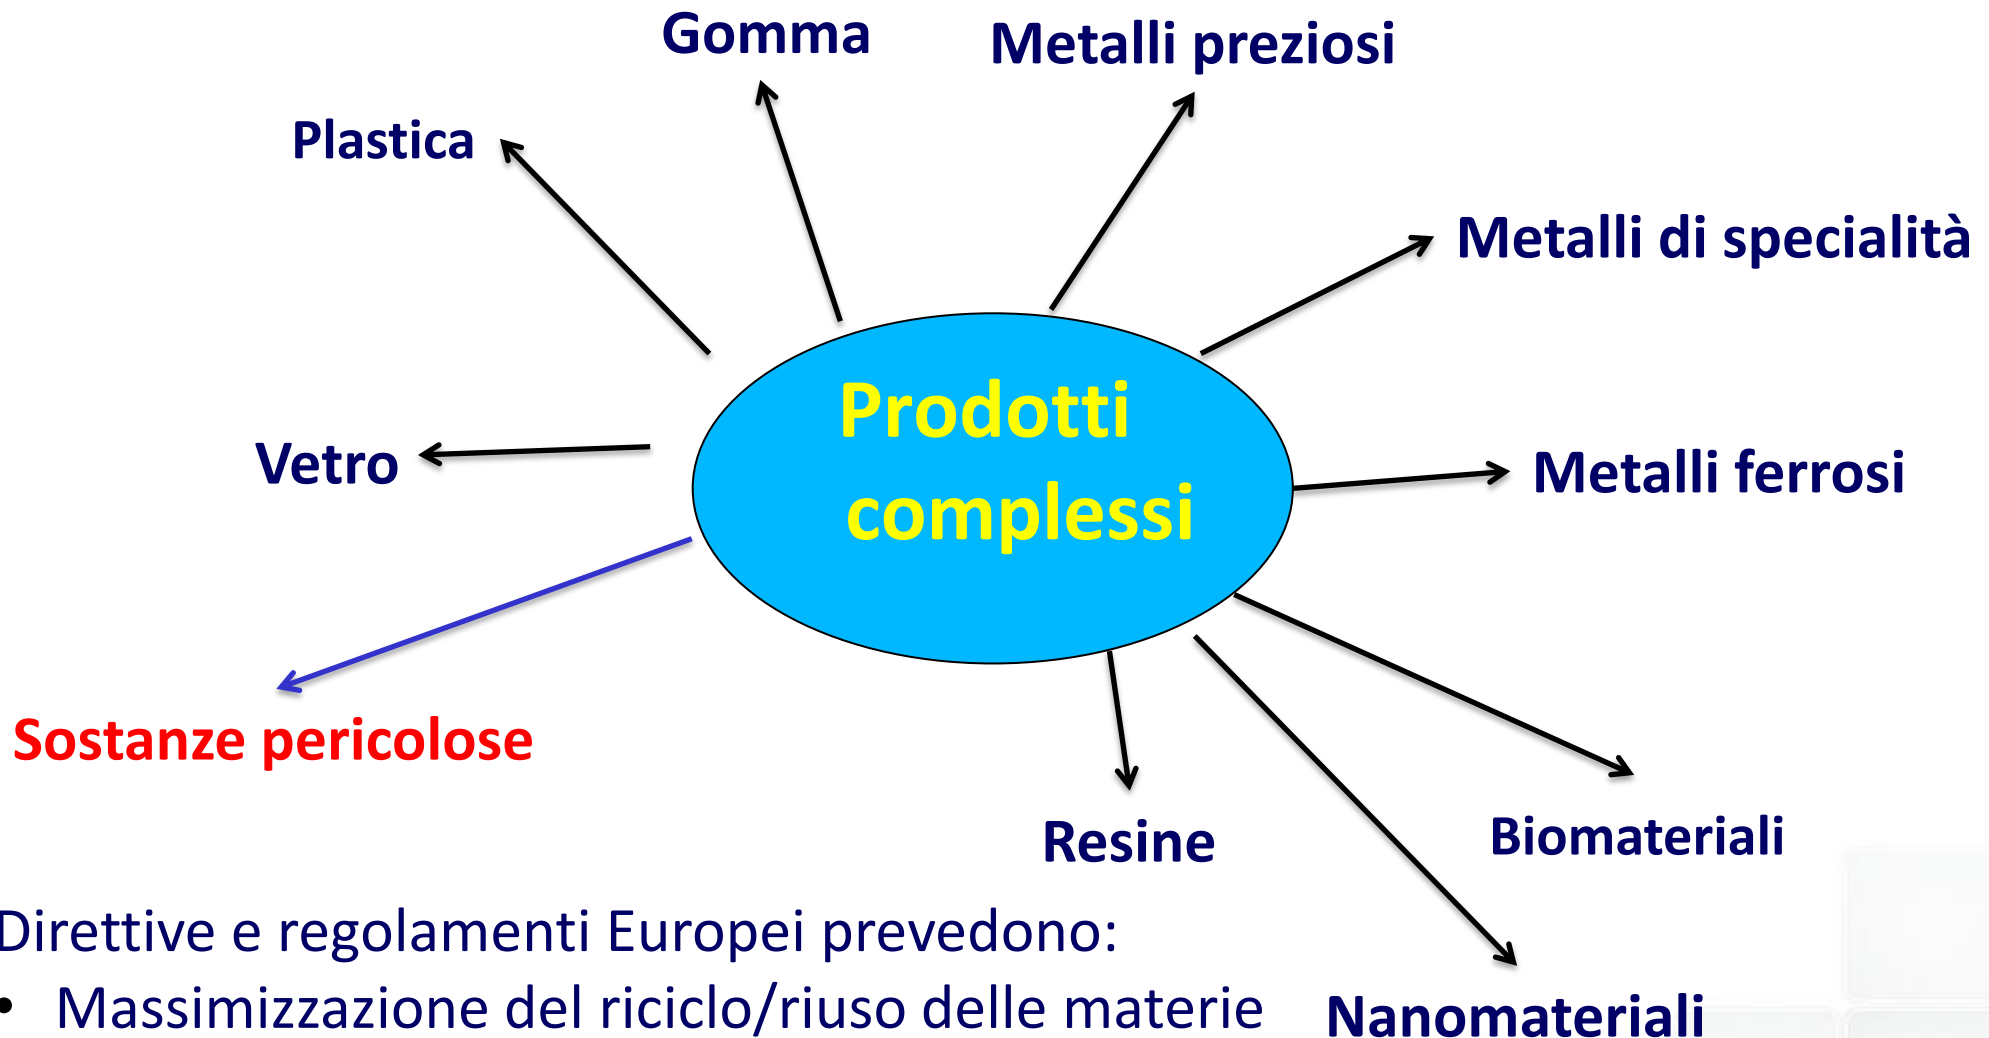 Gomma
Metalli preziosi
Plastica
Metalli di specialità
Prodotti
complessi
Vetro
Metalli ferrosi
Sostanze pericolose
Resine
Biomateriali
Direttive e regolamenti Europei prevedono:
• Massimizzazione del riciclo/riuso delle materie
Nanomateriali